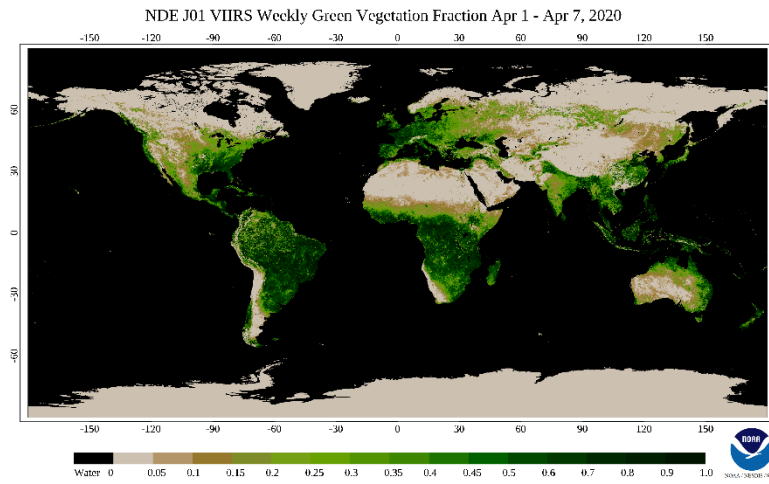 NDE J01 VIIRS Weekly Green Vegetation Fraction Apr 1 - Apr 7, 2020
-150 -120 -90 -60 -30 0 30 60 90 120 150
60
30
0
-30
-60
-150 -120 -90 -60 -30 0 30 60 90 120 150
Water 0 0.05 0.1 0.15 0.2 0.25 0.3 0.35 0.4 0.45 0.5 0.6 0.7 0.8 0.9 1.0
NOAA